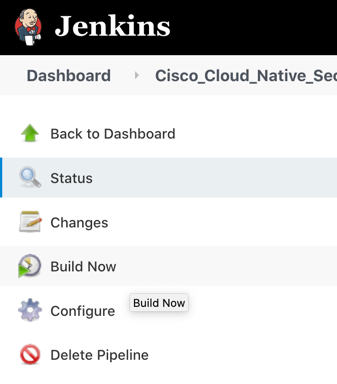 Jenkins
Dashboard Cisco_Cloud_Native_Sec
Back to Dashboard
Status
Changes
Build Now
Configure
Build Now
Delete Pipeline